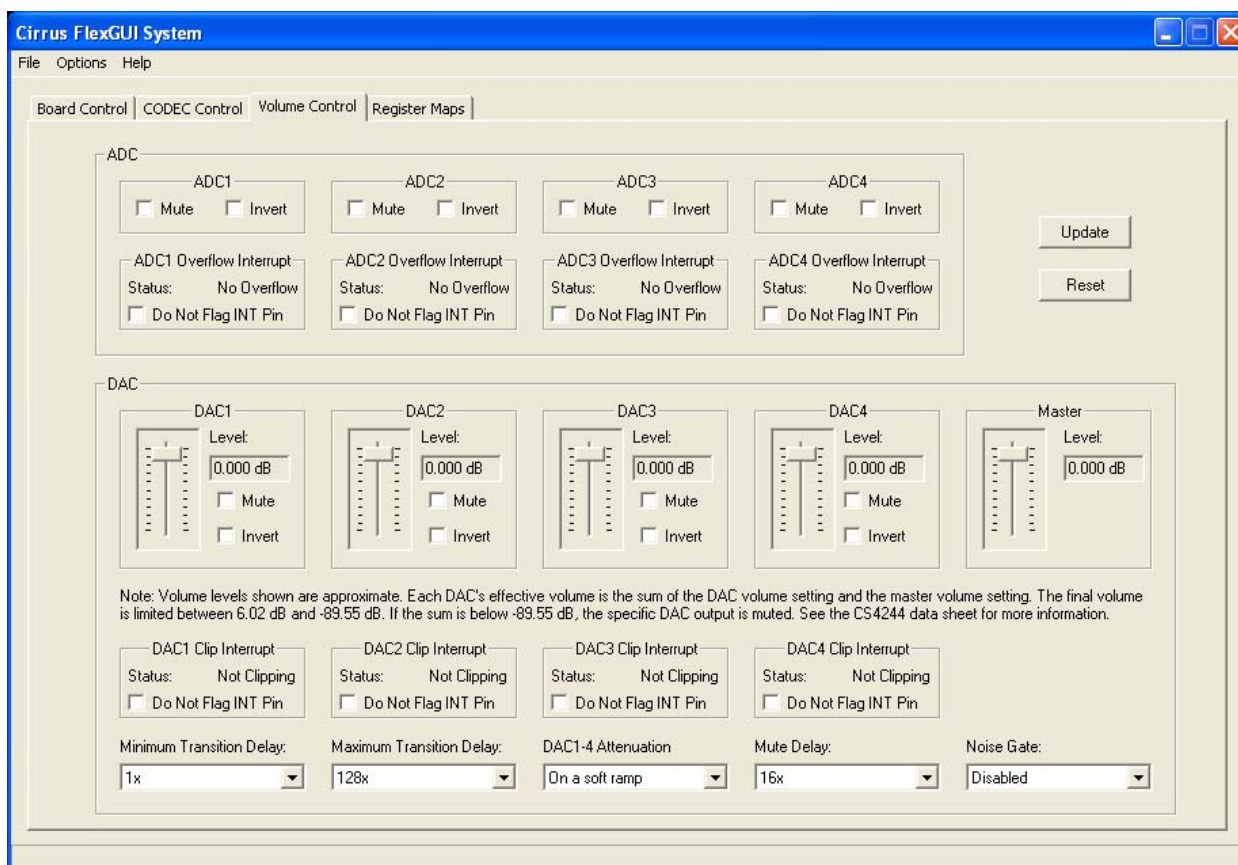 Cirrus FlexGUI System
File Options Help
Board Control CODEC Control Volume Control Register Maps
ADC
ADC1 ADC2 ADC3 ADC4
Mute Invert Mute Invert Mute Invert Mute Invert
Update
ADC1 Overflow Interrupt ADC2 Overflow Interrupt ADC3 Overflow Interrupt ADC4 Overflow Interrupt
Status: No Overflow Status: No Overflow Status: No Overflow Status: No Overflow
Reset
Do Not Flag INT Pin Do Not Flag INT Pin Do Not Flag INT Pin Do Not Flag INT Pin
DAC
DAC1 DAC2 DAC3 DAC4 Master
Level: Level: Level: Level: Level:
0.000 dB 0.000 dB 0.000 dB 0.000 dB 0.000 dB
Mute Mute Mute Mute
Invert Invert Invert Invert
Note: Volume levels shown are approximate. Each DAC's effective volume is the sum of the DAC volume setting and the master volume setting. The final volume
is limited between 6.02 dB and -89.55 dB. If the sum is below -89.55 dB, the specific DAC output is muted. See the CS4244 data sheet for more information.
DAC1 Clip Interrupt DAC2 Clip Interrupt DAC3 Clip Interrupt DAC4 Clip Interrupt
Status: Not Clipping Status: Not Clipping Status: Not Clipping Status: Not Clipping
Do Not Flag INT Pin Do Not Flag INT Pin Do Not Flag INT Pin Do Not Flag INT Pin
Minimum Transition Delay: Maximum Transition Delay: DAC1-4 Attenuation Mute Delay: Noise Gate:
1x 128x On a soft ramp 16x Disabled